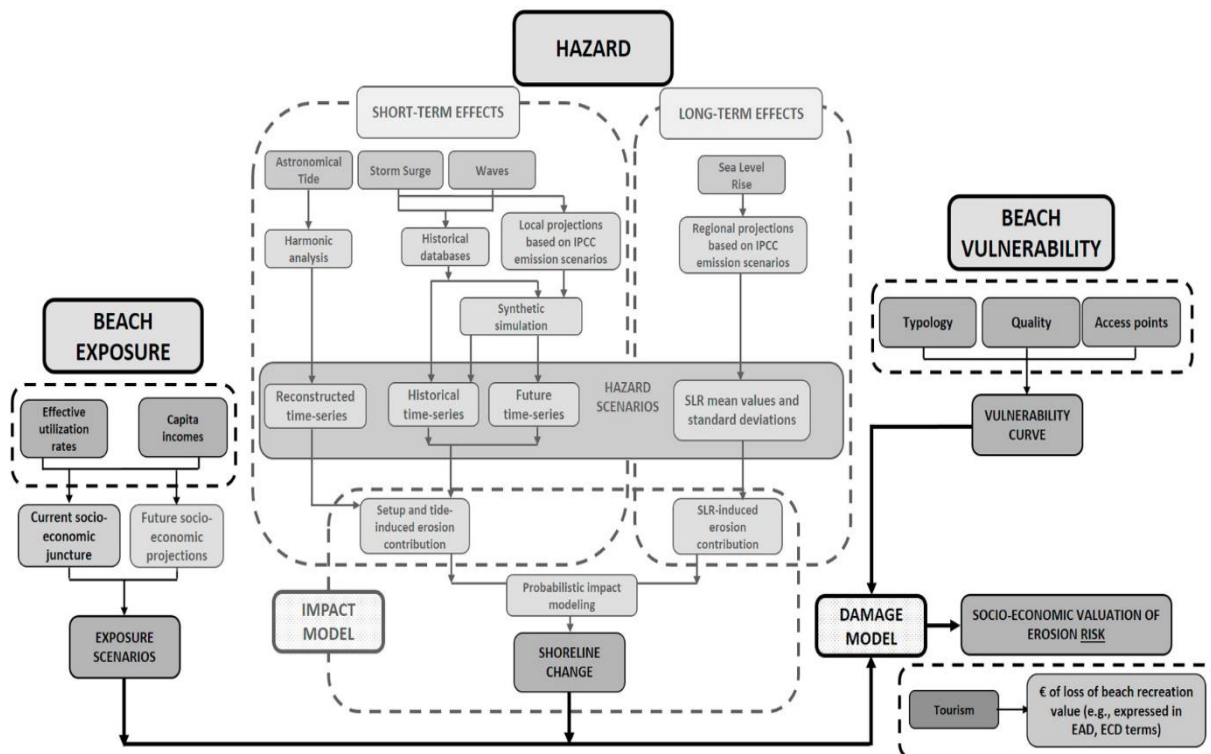 HAZARD
SHORT-TERM EFFECTS
LONG-TERM EFFECTS
Astronomical
Tide
Storm Surge
Waves
Sea Level
Rise
Harmonic
analysis
Historical
databases
Local projections
based on IPCC
emission scenarios
Regional projections
based on IPCC
emission scenarios
Synthetic
simulation
HAZARD
SCENARIOS
Reconstructed
time-series
Historical
time-series
Future
time-series
SLR mean values and
standard deviations
Setup and tide-
induced erosion
contribution
SLR-induced
erosion
contribution
Probabilistic impact
modeling
IMPACT
MODEL
SHORELINE
CHANGE
BEACH
EXPOSURE
Effective
utilization
rates
Capita
incomes
Current socio-
economic
juncture
Future socio-
economic
projections
EXPOSURE
SCENARIOS
BEACH
VULNERABILITY
Typology
Quality
Access points
VULNERABILITY
CURVE
DAMAGE
MODEL
SOCIO-ECONOMIC VALUATION OF
EROSION RISK
Tourism
€ of loss of beach recreation
value (e.g., expressed in
EAD, ECD terms)